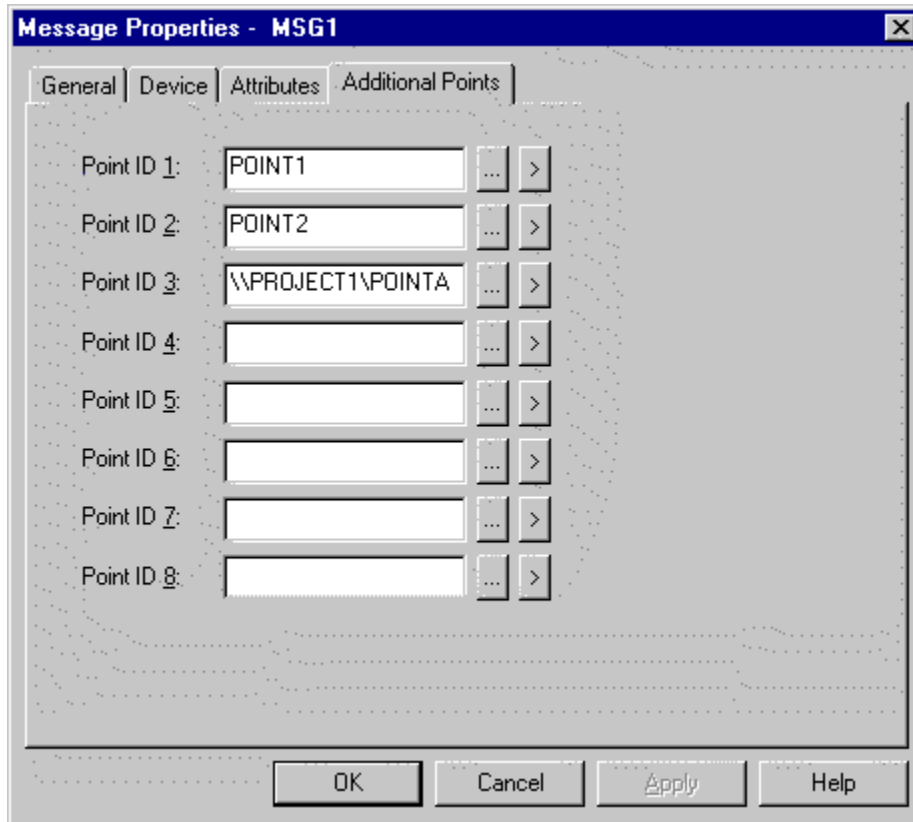 Message Properties - MSG1
General Device Attributes Additional Points
Point ID 1: POINT1 ... >
Point ID 2: POINT2 ... >
Point ID 3: \\PROJECT1\POINTA ... >
Point ID 4: ... >
Point ID 5: ... >
Point ID 6: ... >
Point ID 7: ... >
Point ID 8: ... >
OK Cancel Apply Help